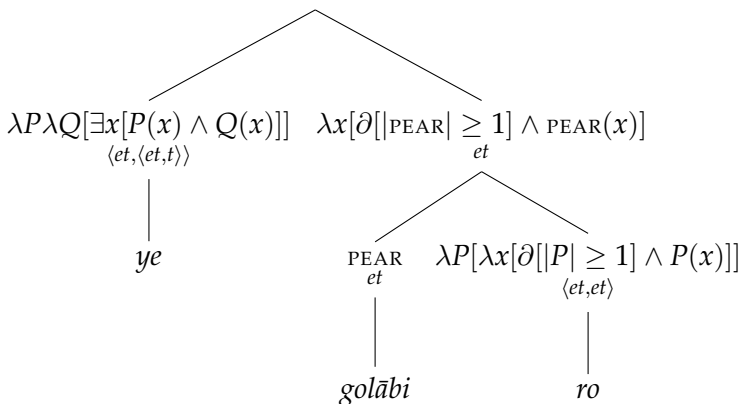 λPλQ[∃x[P(x) ∧ Q(x)]] λx[∂[|PEAR| ≥ 1] ∧ PEAR(x)]
⟨et,⟨et,t⟩⟩ et
ye PEAR λP[λx[∂[|P| ≥ 1] ∧ P(x)]]
et ⟨et,et⟩
golābi ro